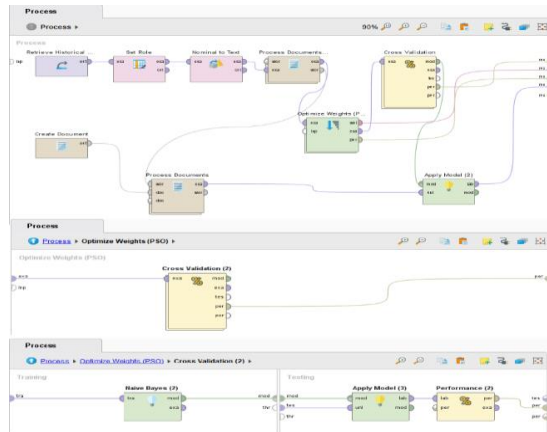 Process
Process ▸
90%
Process
Retrieve Historical ...
Set Role
Nominal to Text
Process Documents...
Cross Validation
inp
out
exa
exa
ori
exa
exa
ori
wor
exa
wor
exa
mod
exa
tes
per
per
Optimize Weights (P...
exa
wei
exa
per
Create Document
out
Process Documents
wor
doc
doc
exa
wor
Apply Model (2)
mod
unl
lab
mod
Process
Process ▸ Optimize Weights (PSO) ▸
Optimize Weights (PSO)
Cross Validation (2)
exa
inp
exa
mod
exa
tes
per
per
per
Process
Process ▸ Optimize Weights (PSO) ▸ Cross Validation (2) ▸
Training
Testing
Naive Bayes (2)
Apply Model (3)
Performance (2)
tra
tra
mod
exa
mod
thr
mod
tes
thr
mod
unl
lab
mod
lab
per
per
exa
per
per